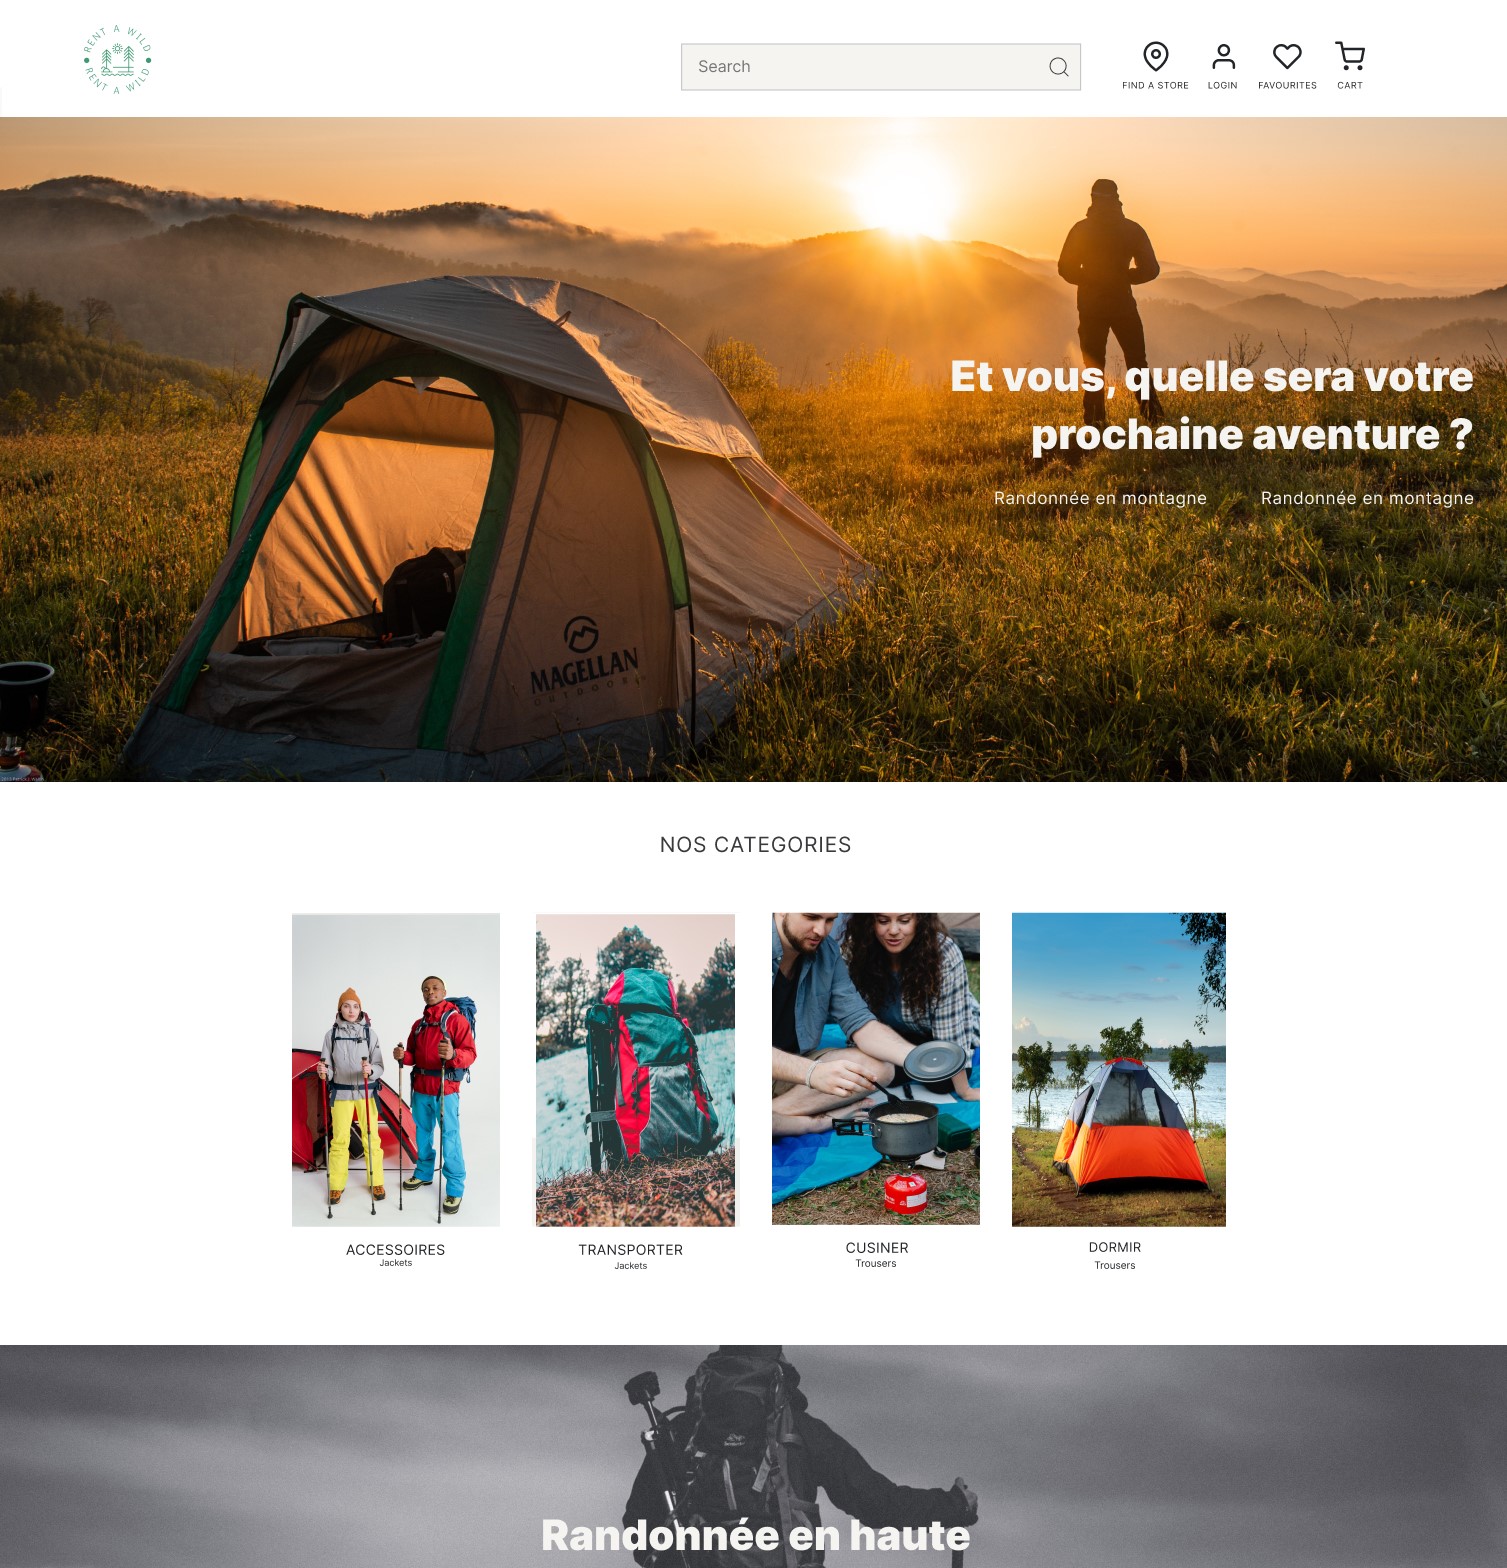 RENT A WILD
RENT A WILD
Search
FIND A STORE
LOGIN
FAVOURITES
CART
Et vous, quelle sera votre
prochaine aventure ?
Randonnée en montagne
Randonnée en montagne
MAGELLAN
OUTDOORS
NOS CATEGORIES
ACCESSOIRES
Jackets
TRANSPORTER
Jackets
CUSINER
Trousers
DORMIR
Trousers
Randonnée en haute